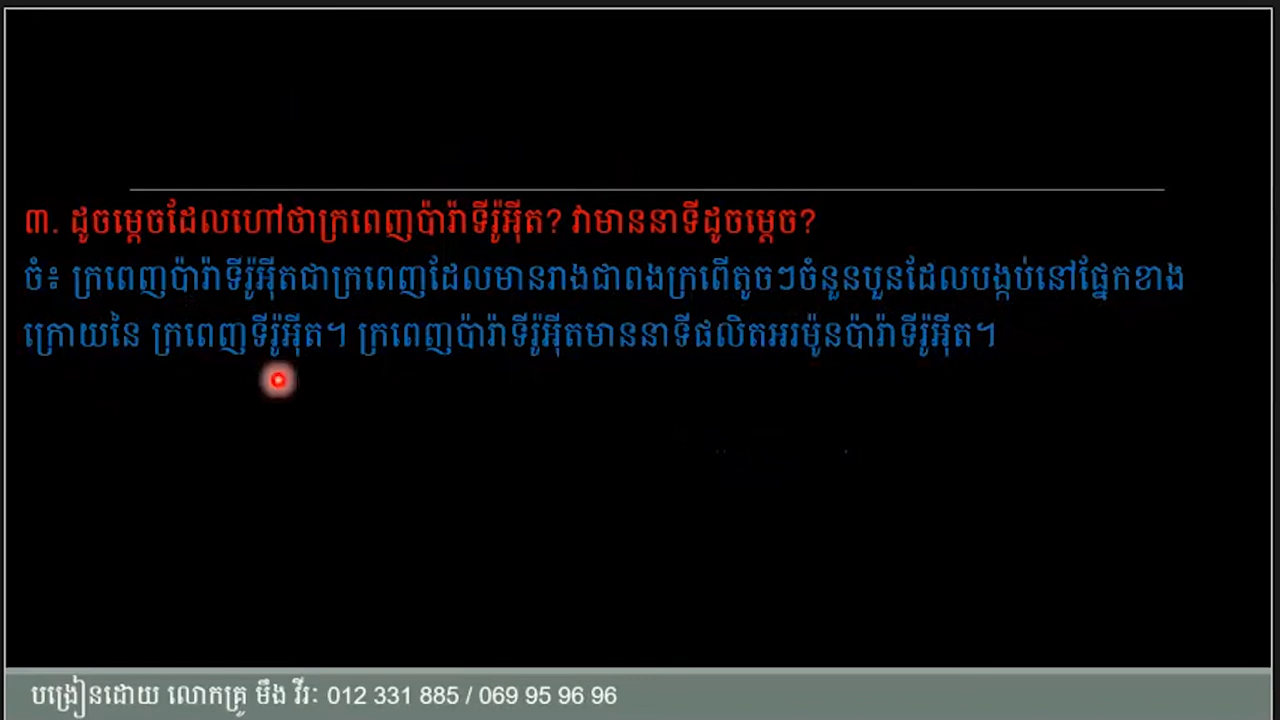 ៣. ដូចម្ដេចដែលហៅថាក្រពេញប៉ារ៉ាទីរ៉ូអ៊ីត? វាមាននាទីដូចម្ដេច?
ចំ៖ ក្រពេញប៉ារ៉ាទីរ៉ូអ៊ីតជាក្រពេញដែលមានរាងជាពងក្រពើតូចៗចំនួនបួនដែលបង្កប់នៅផ្នែកខាង
ក្រោយនៃ ក្រពេញទីរ៉ូអ៊ីត។ ក្រពេញប៉ារ៉ាទីរ៉ូអ៊ីតមាននាទីផលិតអរម៉ូនប៉ារ៉ាទីរ៉ូអ៊ីត។
បង្រៀនដោយ លោកគ្រូ មឹង វីរៈ 012 331 885 / 069 95 96 96